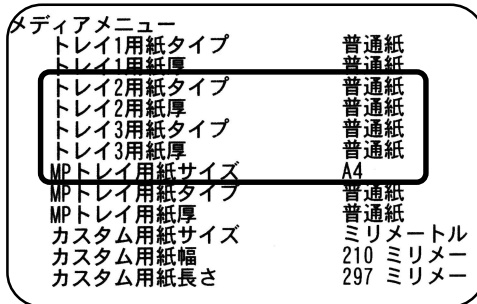 メディアメニュー
トレイ1用紙タイプ 普通紙
トレイ1用紙厚 普通紙
トレイ2用紙タイプ 普通紙
トレイ2用紙厚 普通紙
トレイ3用紙タイプ 普通紙
トレイ3用紙厚 普通紙
MPトレイ用紙サイズ A4
MPトレイ用紙タイプ 普通紙
MPトレイ用紙厚 普通紙
カスタム用紙サイズ ミリメートル
カスタム用紙幅 210 ミリメー
カスタム用紙長さ 297 ミリメー